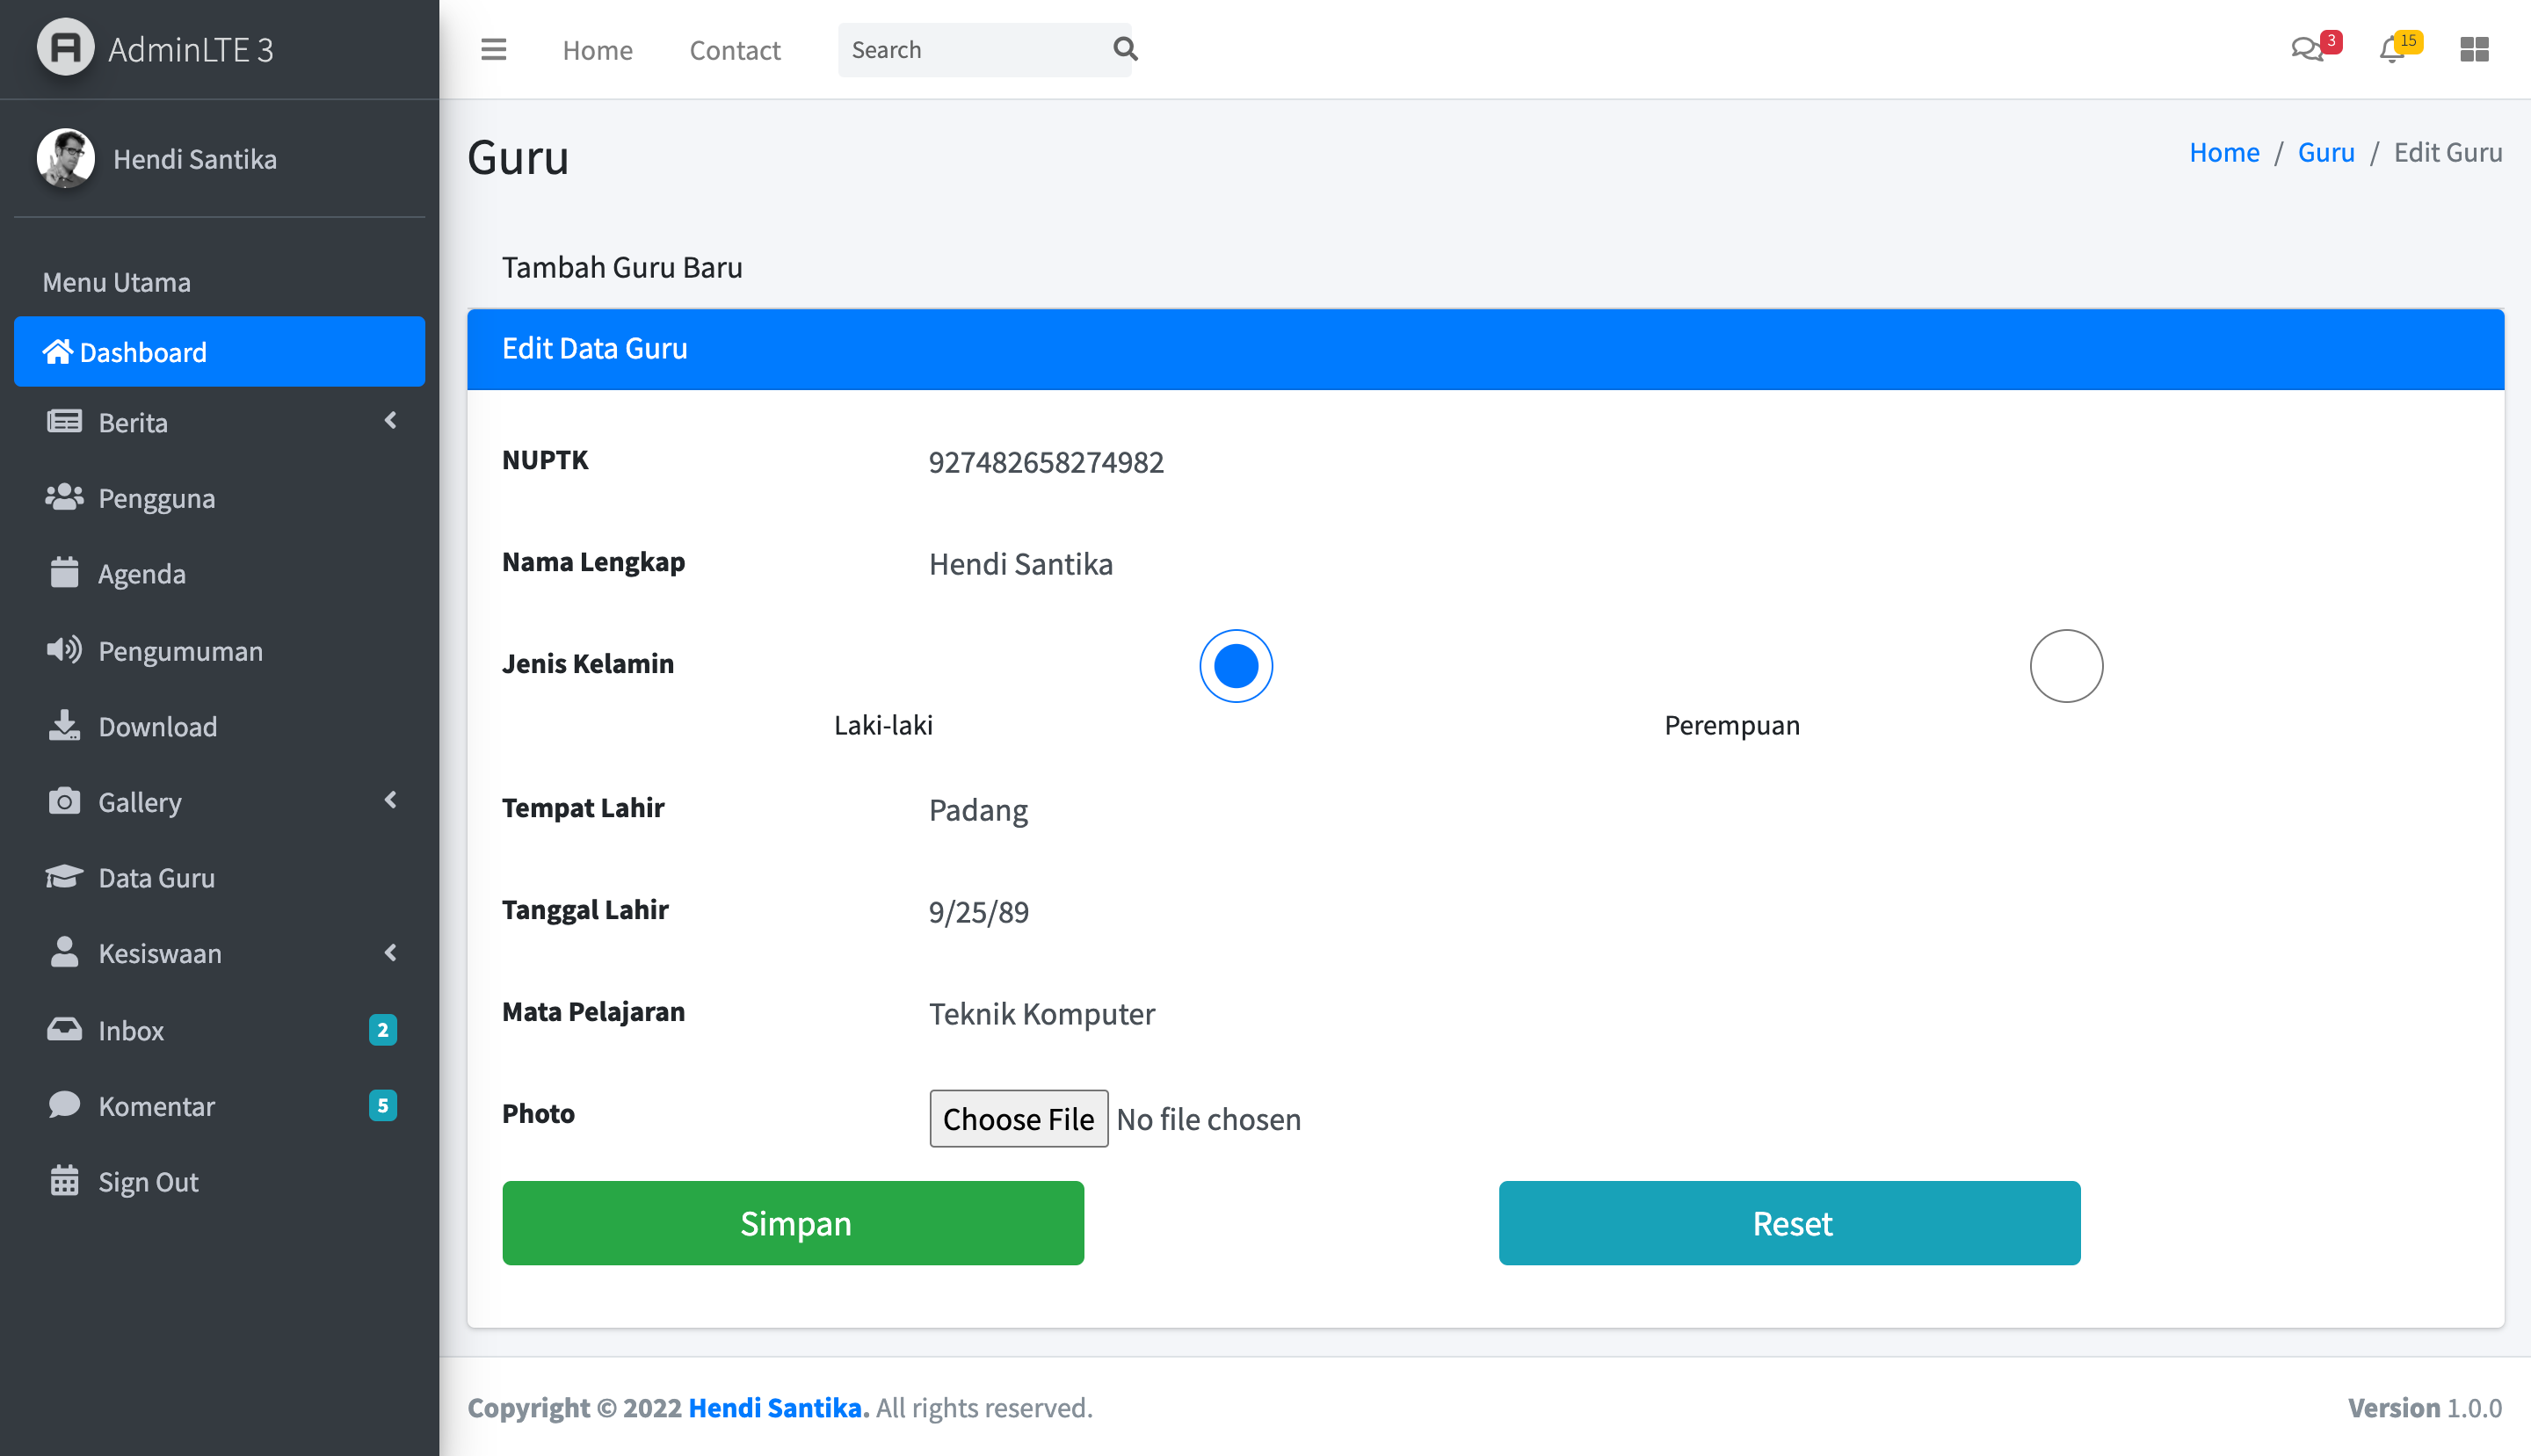 AdminLTE 3
Hendi Santika
Menu Utama
Dashboard
Berita
Pengguna
Agenda
Pengumuman
Download
Gallery
Data Guru
Kesiswaan
Inbox 2
Komentar 5
Sign Out
Home Contact Search 3 15
Guru
Home / Guru / Edit Guru
Tambah Guru Baru
Edit Data Guru
NUPTK 927482658274982
Nama Lengkap Hendi Santika
Jenis Kelamin
Laki-laki Perempuan
Tempat Lahir Padang
Tanggal Lahir 9/25/89
Mata Pelajaran Teknik Komputer
Photo Choose File No file chosen
Simpan Reset
Copyright © 2022 Hendi Santika. All rights reserved. Version 1.0.0